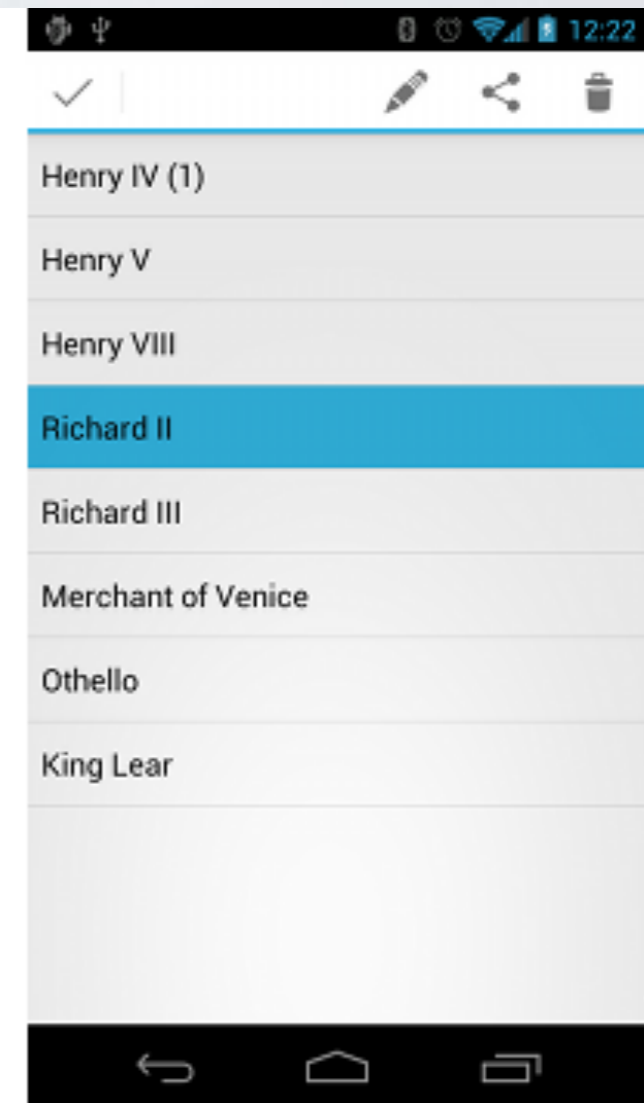 12:22
Henry IV (1)
Henry V
Henry VIII
Richard II
Richard III
Merchant of Venice
Othello
King Lear